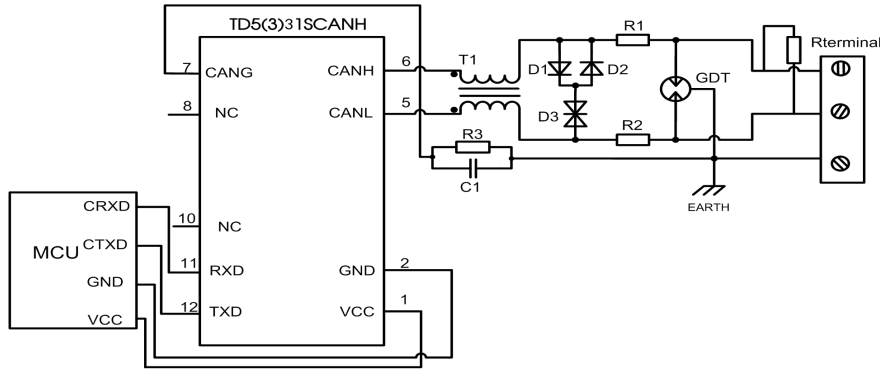 TD5(3)31SCANH
7
CANG
CANH
6
T1
D1
D2
R1
Rterminal
GDT
8
NC
CANL
5
D3
R2
R3
C1
EARTH
10
NC
MCU
CRXD
CTXD
GND
VCC
11
RXD
12
TXD
GND
2
VCC
1